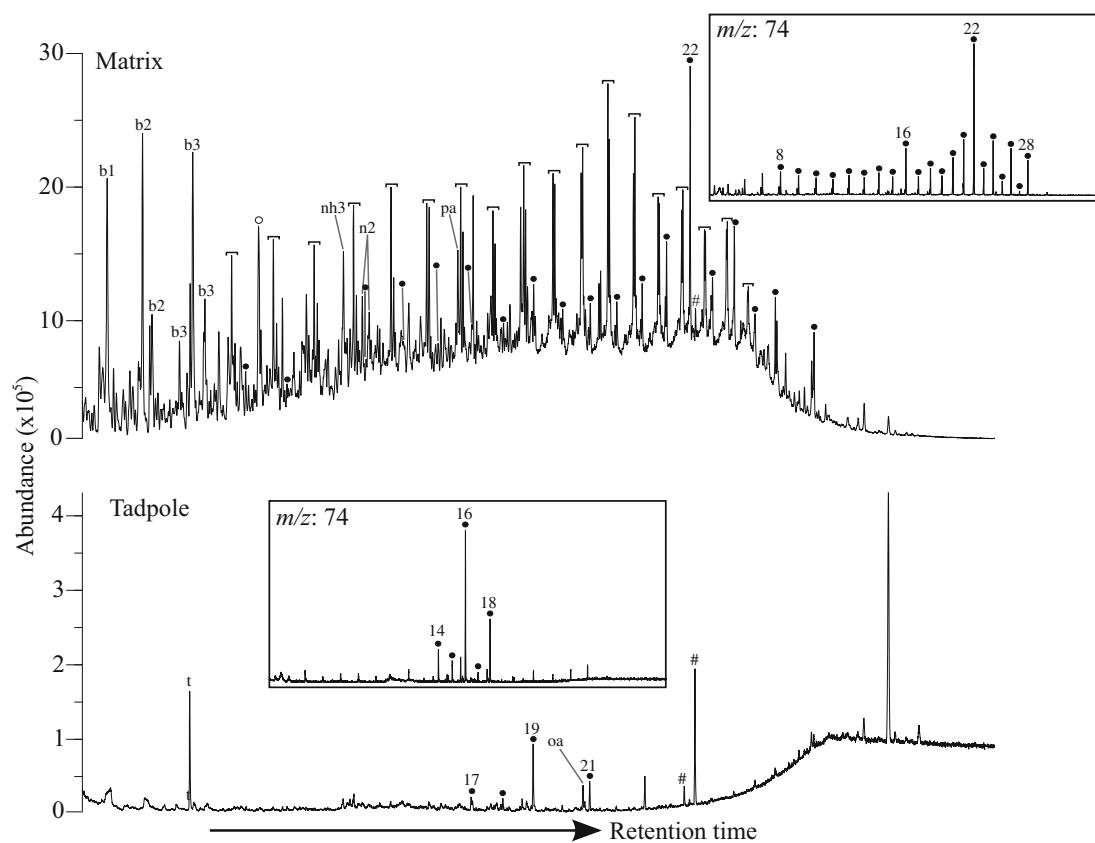 Matrix
m/z: 74
8
16
22
28
30
20
10
0
b1
b2
b2
b3
b3
b3
nh3
n2
pa
22
#
Abundance (x10⁵)
Tadpole
m/z: 74
14
16
18
4
3
2
1
0
t
17
19
oa
21
#
#
Retention time